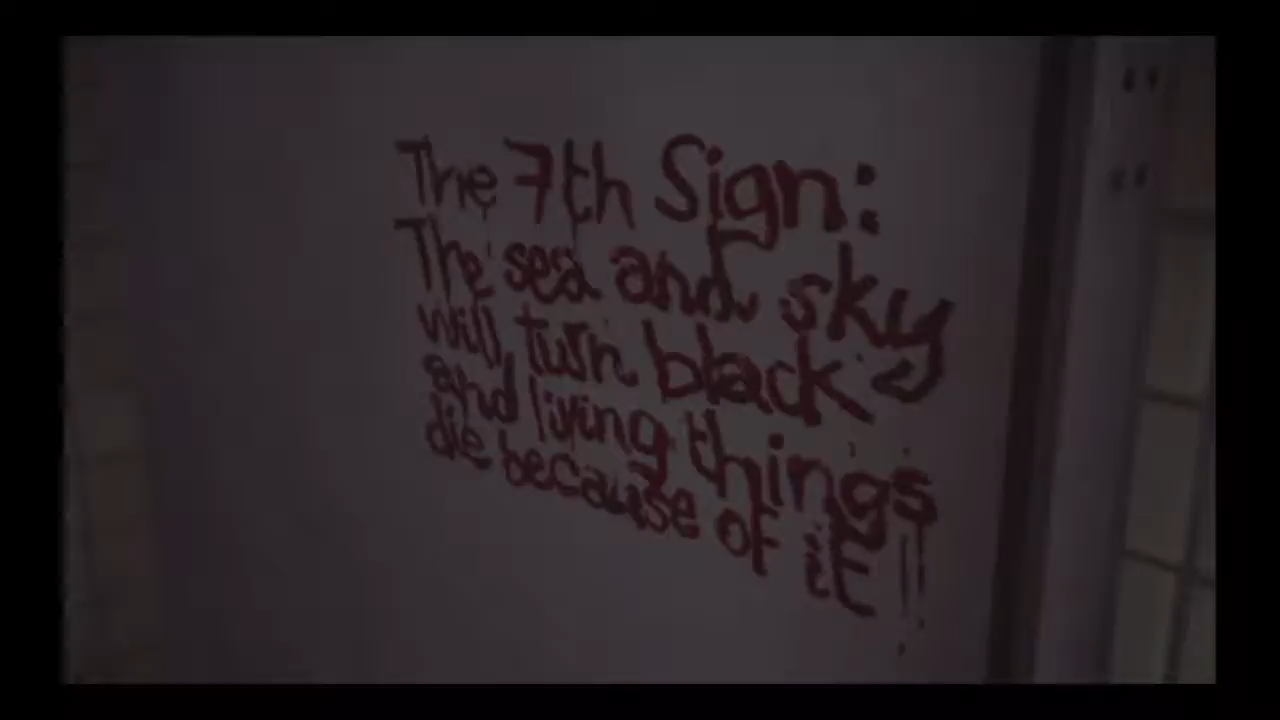 The 7th Sign:
The sea and sky
will turn black
and living things
die because of it